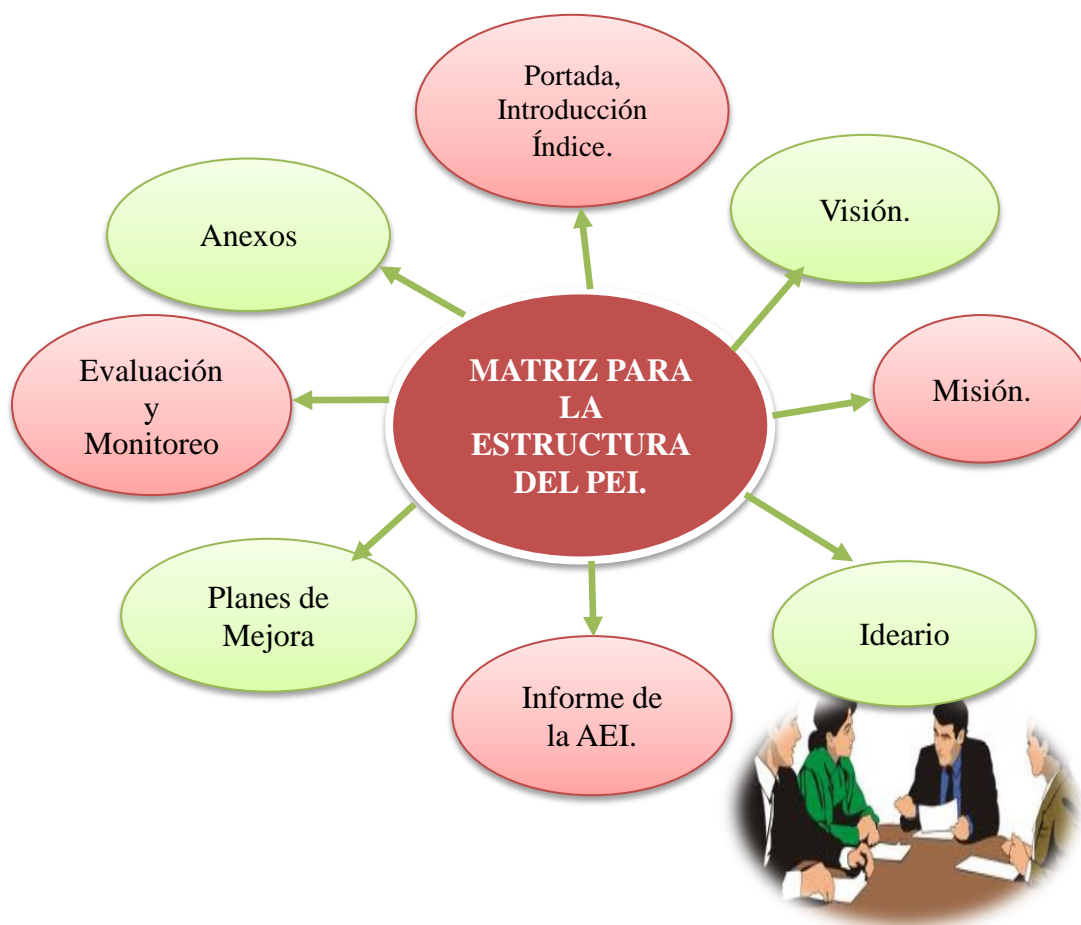 Portada,
Introducción
Índice.
Visión.
Anexos
MATRIZ PARA
LA
ESTRUCTURA
DEL PEI.
Evaluación
y
Monitoreo
Misión.
Planes de
Mejora
Ideario
Informe de
la AEI.